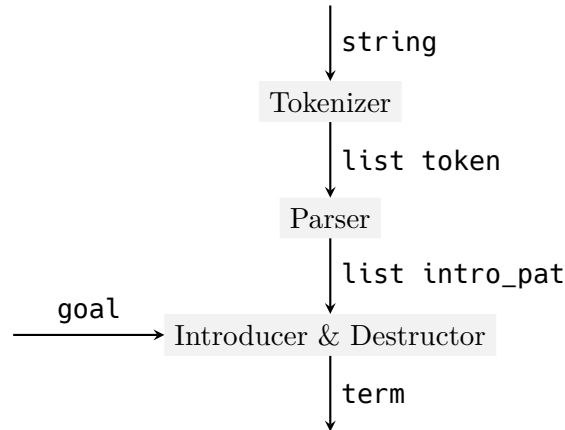 string
Tokenizer
list token
Parser
list intro_pat
goal
Introducer & Destructor
term